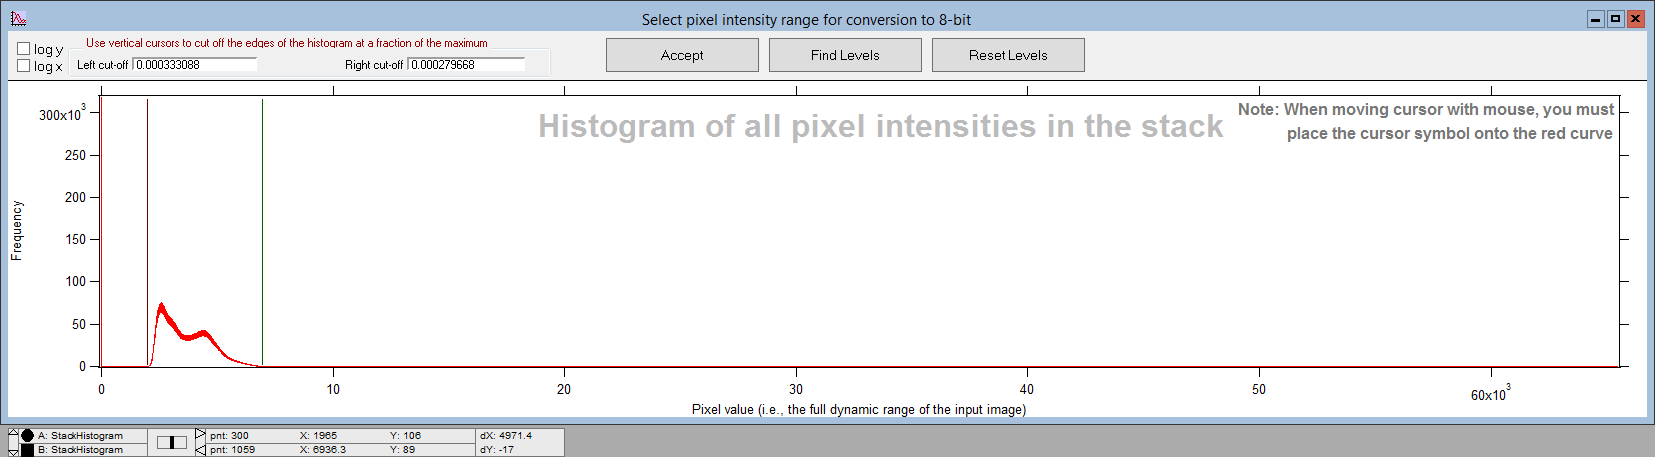 Select pixel intensity range for conversion to 8-bit
log y
log x
Use vertical cursors to cut off the edges of the histogram at a fraction of the maximum
Left cut-off 0.000333088
Right cut-off 0.000279668
Accept
Find Levels
Reset Levels
Histogram of all pixel intensities in the stack
Note: When moving cursor with mouse, you must
place the cursor symbol onto the red curve
Frequency
300x10³
250
200
150
100
50
0
0 10 20 30 40 50 60x10³
Pixel value (i.e., the full dynamic range of the input image)
A: StackHistogram pnt: 300 X: 1965 Y: 106 dX: 4971.4
B: StackHistogram pnt: 1059 X: 6936.3 Y: 89 dY: -17